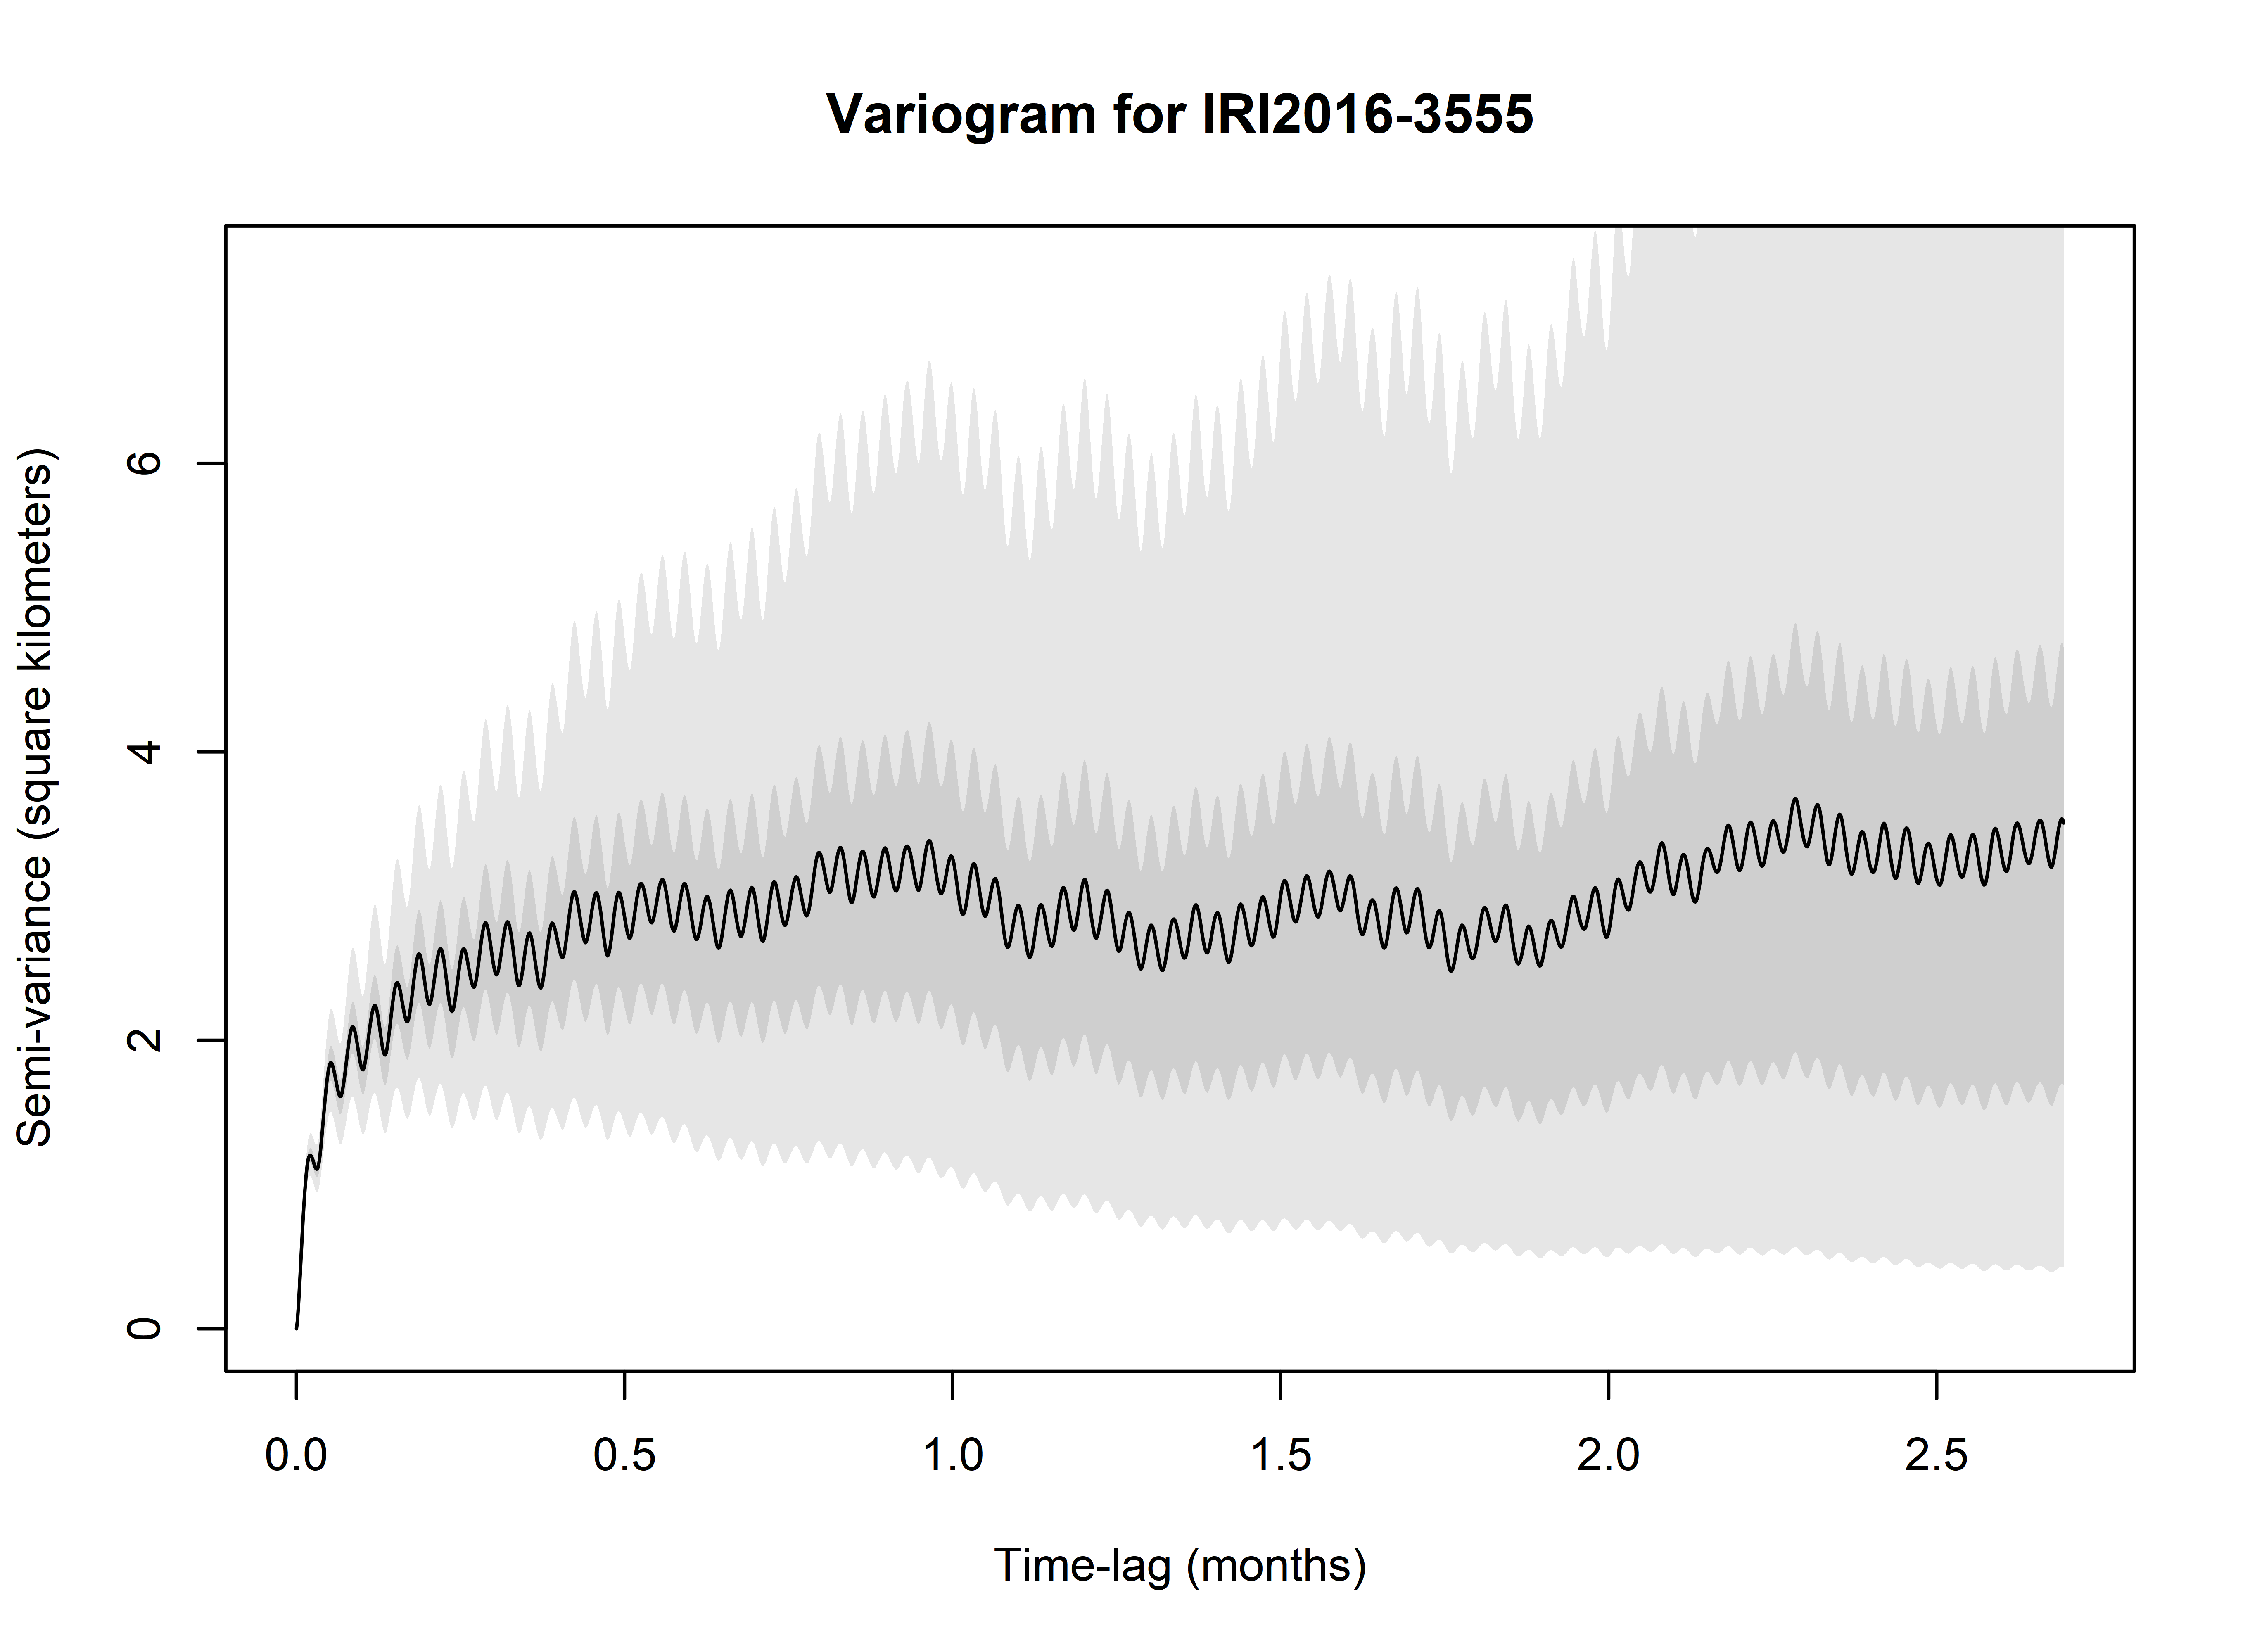 Variogram for IRI2016-3555
Semi-variance (square kilometers)
6
4
2
0
0.0 0.5 1.0 1.5 2.0 2.5
Time-lag (months)